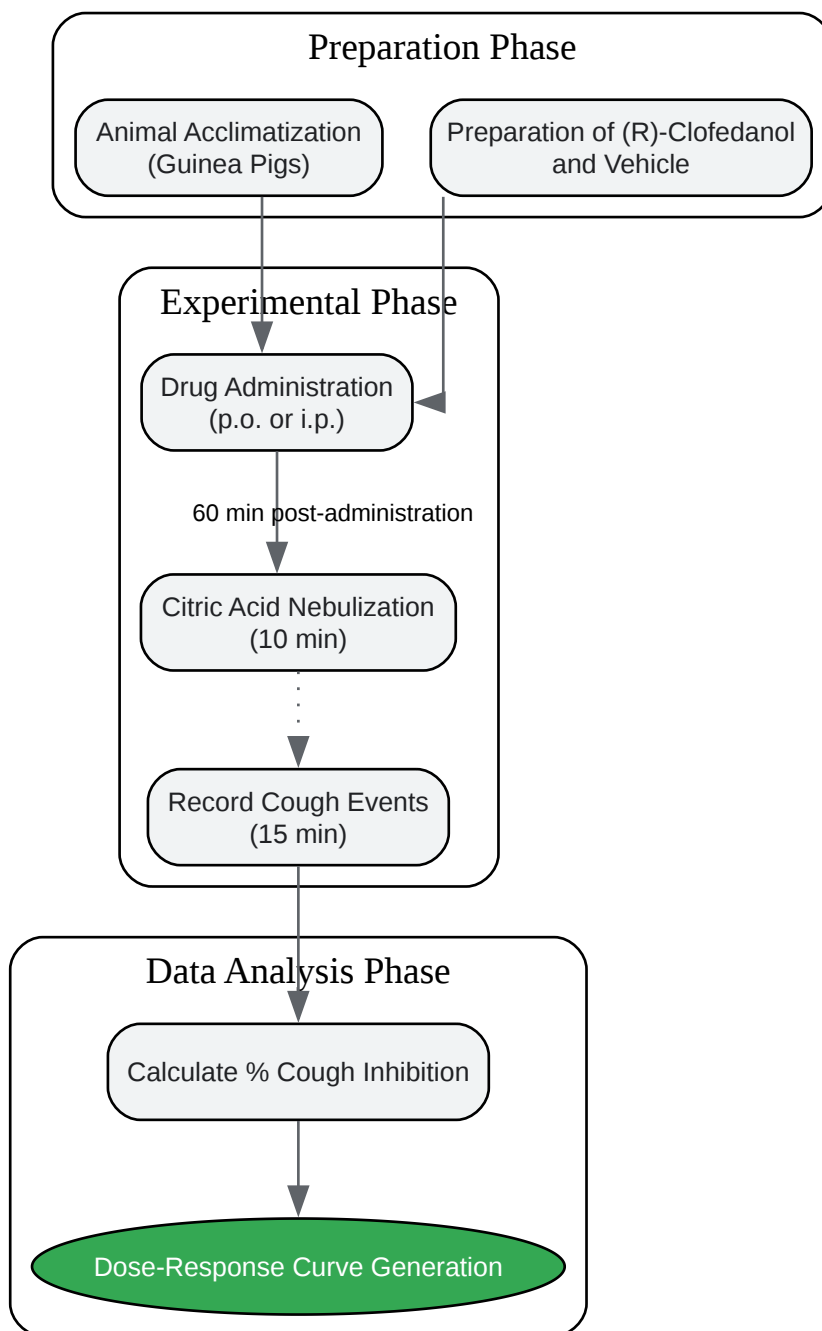 Preparation Phase
Animal Acclimatization
(Guinea Pigs)
Preparation of (R)-Clofedanol
and Vehicle
Experimental Phase
Drug Administration
(p.o. or i.p.)
60 min post-administration
Citric Acid Nebulization
(10 min)
Record Cough Events
(15 min)
Data Analysis Phase
Calculate % Cough Inhibition
Dose-Response Curve Generation